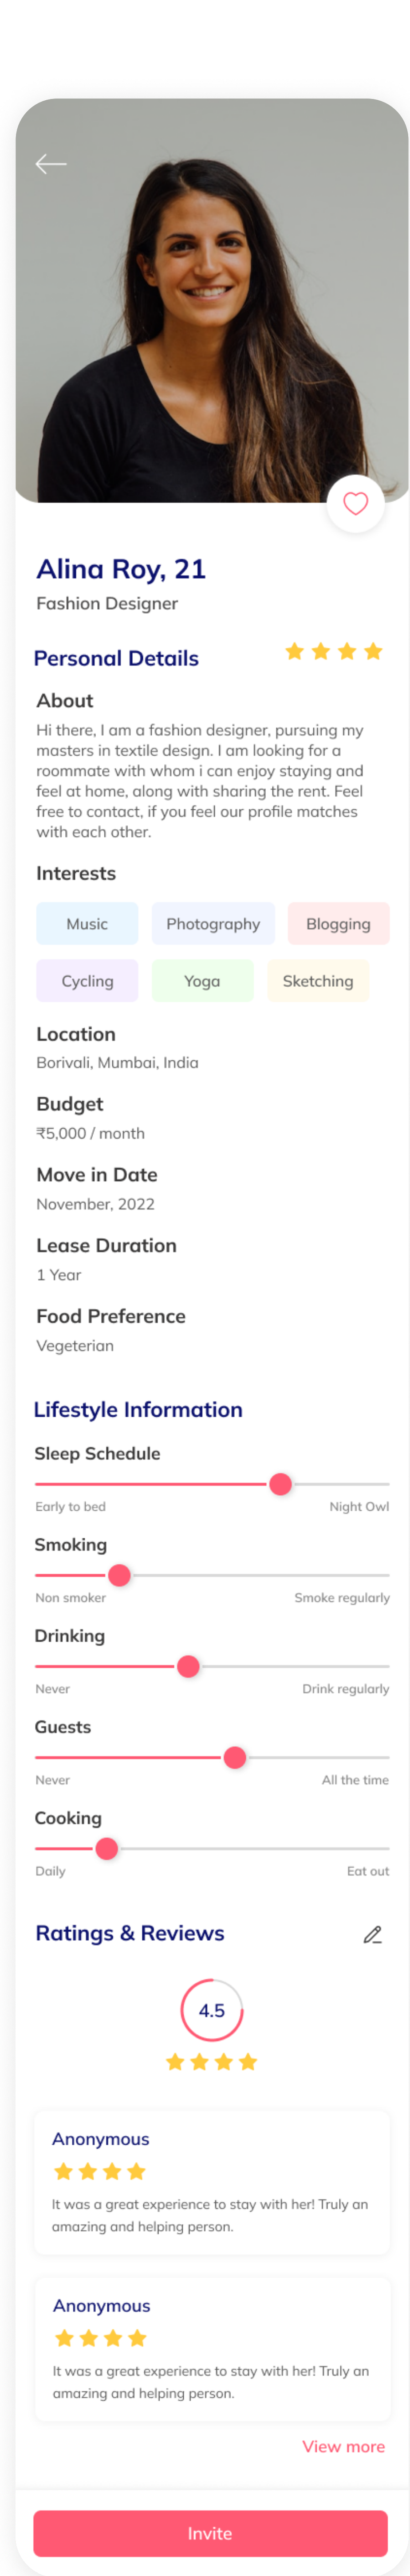 Alina Roy, 21
Fashion Designer
Personal Details
About
Hi there, I am a fashion designer, pursuing my
masters in textile design. I am looking for a
roommate with whom i can enjoy staying and
feel at home, along with sharing the rent. Feel
free to contact, if you feel our profile matches
with each other.
Interests
Music Photography Blogging
Cycling Yoga Sketching
Location
Borivali, Mumbai, India
Budget
₹5,000 / month
Move in Date
November, 2022
Lease Duration
1 Year
Food Preference
Vegeterian
Lifestyle Information
Sleep Schedule
Early to bed Night Owl
Smoking
Non smoker Smoke regularly
Drinking
Never Drink regularly
Guests
Never All the time
Cooking
Daily Eat out
Ratings & Reviews
4.5
Anonymous
It was a great experience to stay with her! Truly an
amazing and helping person.
Anonymous
It was a great experience to stay with her! Truly an
amazing and helping person.
View more
Invite